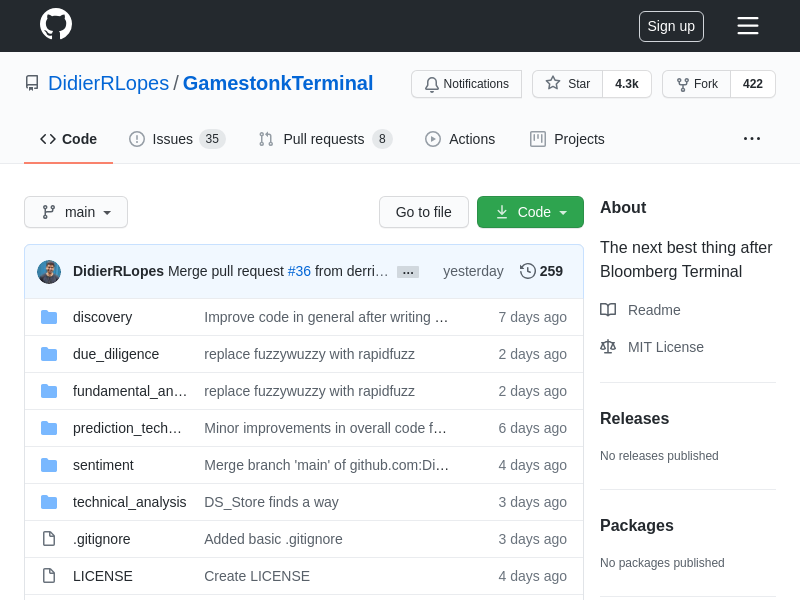 Sign up
DidierRLopes / GamestonkTerminal
Notifications Star 4.3k Fork 422
Code Issues 35 Pull requests 8 Actions Projects ...
main Go to file Code
DidierRLopes Merge pull request #36 from derri… ... yesterday 259
discovery Improve code in general after writing … 7 days ago
due_diligence replace fuzzywuzzy with rapidfuzz 2 days ago
fundamental_an… replace fuzzywuzzy with rapidfuzz 2 days ago
prediction_tech… Minor improvements in overall code f… 6 days ago
sentiment Merge branch 'main' of github.com:Di… 4 days ago
technical_analysis DS_Store finds a way 3 days ago
.gitignore Added basic .gitignore 3 days ago
LICENSE Create LICENSE 4 days ago
About
The next best thing after
Bloomberg Terminal
Readme
MIT License
Releases
No releases published
Packages
No packages published